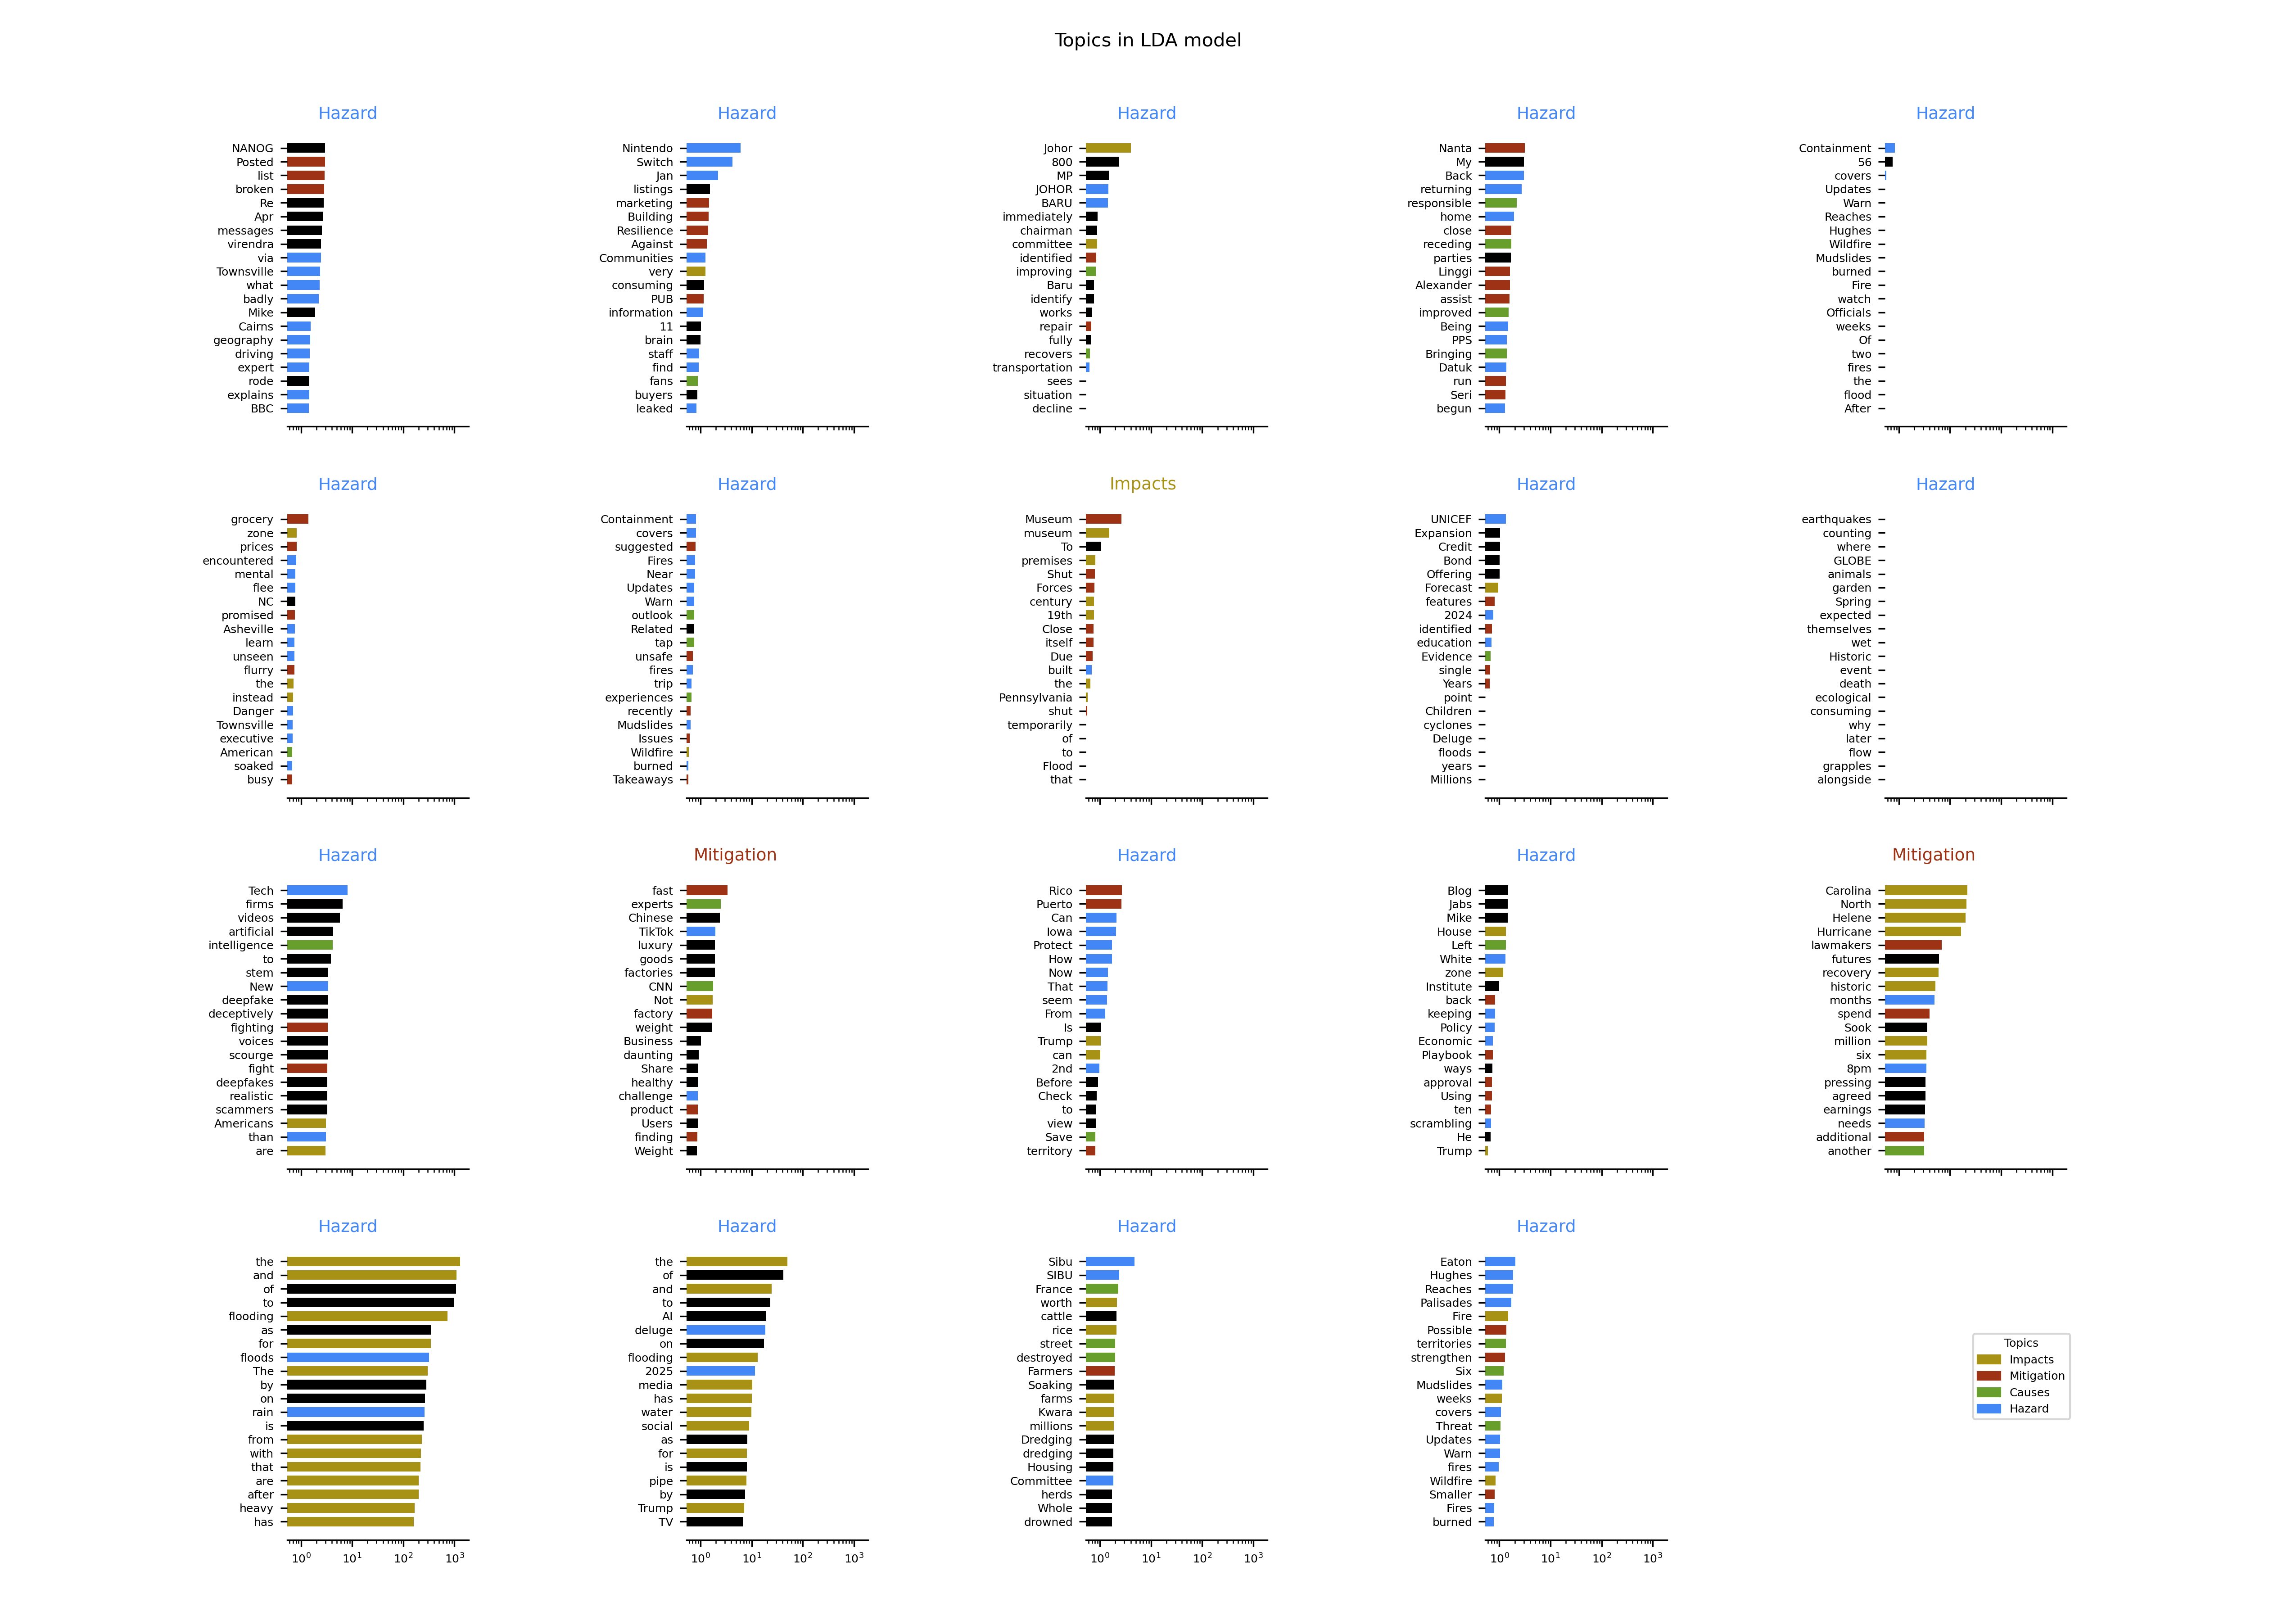 Topics in LDA model
Hazard
NANOG
Posted
list
broken
Re
Apr
messages
virendra
via
Townsville
what
badly
Mike
Cairns
geography
driving
expert
rode
explains
BBC
Hazard
Nintendo
Switch
Jan
listings
marketing
Building
Resilience
Against
Communities
very
consuming
PUB
information
11
brain
staff
find
fans
buyers
leaked
Hazard
Johor
800
MP
JOHOR
BARU
immediately
chairman
committee
identified
improving
Baru
identify
works
repair
fully
recovers
transportation
sees
situation
decline
Hazard
Nanta
My
Back
returning
responsible
home
close
receding
parties
Linggi
Alexander
assist
improved
Being
PPS
Bringing
Datuk
run
Seri
begun
Hazard
Containment
56
covers
Updates
Warn
Reaches
Hughes
Wildfire
Mudslides
burned
Fire
watch
Officials
weeks
Of
two
fires
the
flood
After
Hazard
grocery
zone
prices
encountered
mental
flee
NC
promised
Asheville
learn
unseen
flurry
the
instead
Danger
Townsville
executive
American
soaked
busy
Hazard
Containment
covers
suggested
Fires
Near
Updates
Warn
outlook
Related
tap
unsafe
fires
trip
experiences
recently
Mudslides
Issues
Wildfire
burned
Takeaways
Impacts
Museum
museum
To
premises
Shut
Forces
century
19th
Close
itself
Due
built
the
Pennsylvania
shut
temporarily
of
to
Flood
that
Hazard
UNICEF
Expansion
Credit
Bond
Offering
Forecast
features
2024
identified
education
Evidence
single
Years
point
Children
cyclones
Deluge
floods
years
Millions
Hazard
earthquakes
counting
where
GLOBE
animals
garden
Spring
expected
themselves
wet
Historic
event
death
ecological
consuming
why
later
flow
grapples
alongside
Hazard
Tech
firms
videos
artificial
intelligence
to
stem
New
deepfake
deceptively
fighting
voices
scourge
fight
deepfakes
realistic
scammers
Americans
than
are
Mitigation
fast
experts
Chinese
TikTok
luxury
goods
factories
CNN
Not
factory
weight
Business
daunting
Share
healthy
challenge
product
Users
finding
Weight
Hazard
Rico
Puerto
Can
Iowa
Protect
How
Now
That
seem
From
Is
Trump
can
2nd
Before
Check
to
view
Save
territory
Hazard
Blog
Jabs
Mike
House
Left
White
zone
Institute
back
keeping
Policy
Economic
Playbook
ways
approval
Using
ten
scrambling
He
Trump
Mitigation
Carolina
North
Helene
Hurricane
lawmakers
futures
recovery
historic
months
spend
Sook
million
six
8pm
pressing
agreed
earnings
needs
additional
another
Hazard
the
and
of
to
flooding
as
for
floods
The
by
on
rain
is
from
with
that
are
after
heavy
has
10⁰ 10¹ 10² 10³
Hazard
the
of
and
to
AI
deluge
on
flooding
2025
media
has
water
social
as
for
is
pipe
by
Trump
TV
10⁰ 10¹ 10² 10³
Hazard
Sibu
SIBU
France
worth
cattle
rice
street
destroyed
Farmers
Soaking
farms
Kwara
millions
Dredging
dredging
Housing
Committee
herds
Whole
drowned
10⁰ 10¹ 10² 10³
Hazard
Eaton
Hughes
Reaches
Palisades
Fire
Possible
territories
strengthen
Six
Mudslides
weeks
covers
Threat
Updates
Warn
fires
Wildfire
Smaller
Fires
burned
10⁰ 10¹ 10² 10³
Topics
Impacts
Mitigation
Causes
Hazard